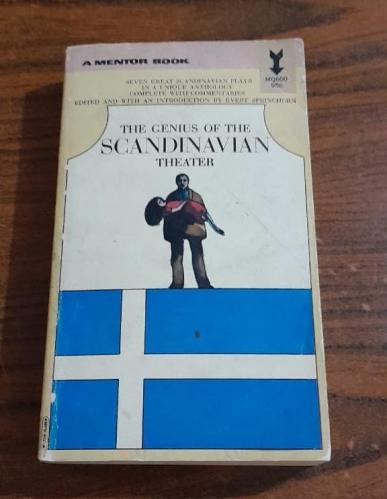 A MENTOR BOOK
MQ600
95c
SEVEN GREAT SCANDINAVIAN PLAYS
IN A UNIQUE ANTHOLOGY
COMPLETE WITH COMMENTARIES
EDITED AND WITH AN INTRODUCTION BY EVERT SPRINCHORN
THE GENIUS OF THE
SCANDINAVIAN
THEATER